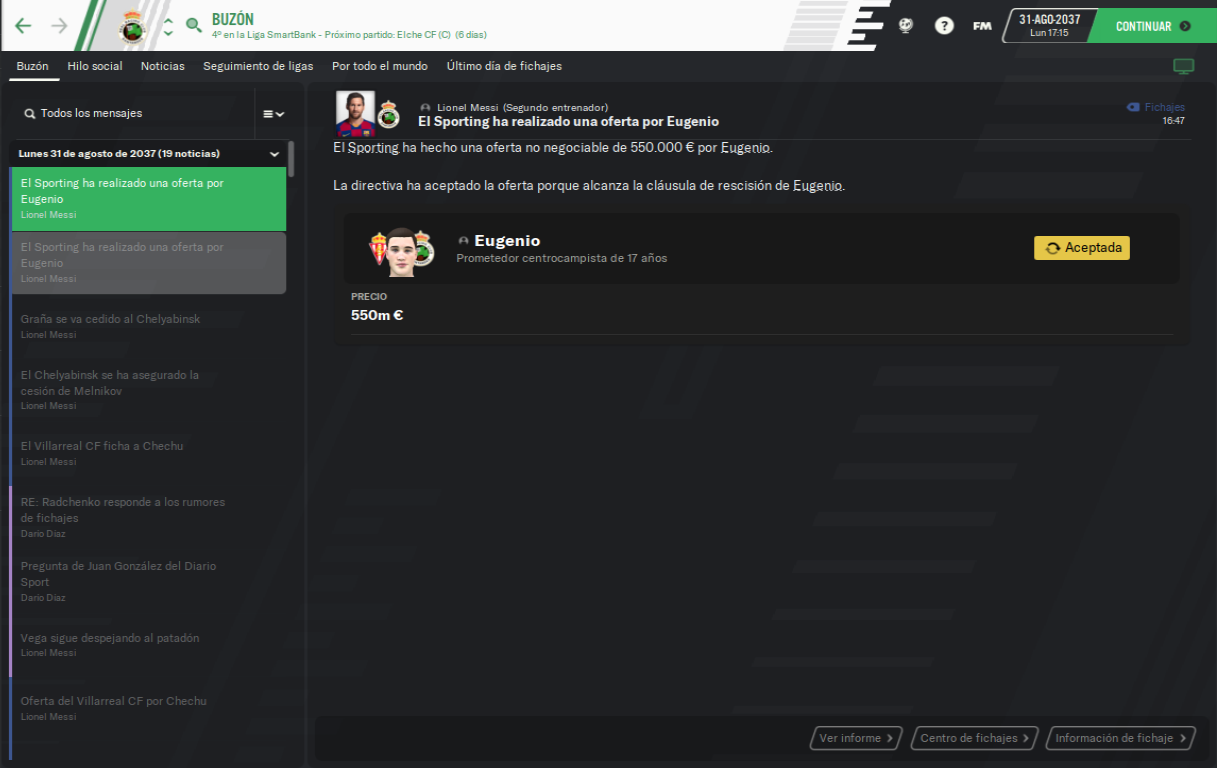 BUZÓN
4º en la Liga SmartBank - Próximo partido: Elche CF (C) (6 días)
?
FM
31-AGO-2037
Lun 17:15
CONTINUAR
Buzón
Hilo social
Noticias
Seguimiento de ligas
Por todo el mundo
Último día de fichajes
Todos los mensajes
Lunes 31 de agosto de 2037 (19 noticias)
El Sporting ha realizado una oferta por
Eugenio
Lionel Messi
El Sporting ha realizado una oferta por
Eugenio
Lionel Messi
Graña se va cedido al Chelyabinsk
Lionel Messi
El Chelyabinsk se ha asegurado la
cesión de Melnikov
Lionel Messi
El Villarreal CF ficha a Chechu
Lionel Messi
RE: Radchenko responde a los rumores
de fichajes
Darío Díaz
Pregunta de Juan González del Diario
Sport
Darío Díaz
Vega sigue despejando al patadón
Lionel Messi
Oferta del Villarreal CF por Chechu
Lionel Messi
Lionel Messi (Segundo entrenador)
El Sporting ha realizado una oferta por Eugenio
Fichajes
16:47
El Sporting ha hecho una oferta no negociable de 550.000 € por Eugenio.
La directiva ha aceptado la oferta porque alcanza la cláusula de rescisión de Eugenio.
Eugenio
Prometedor centrocampista de 17 años
Aceptada
PRECIO
550m €
Ver informe
Centro de fichajes
Información de fichaje